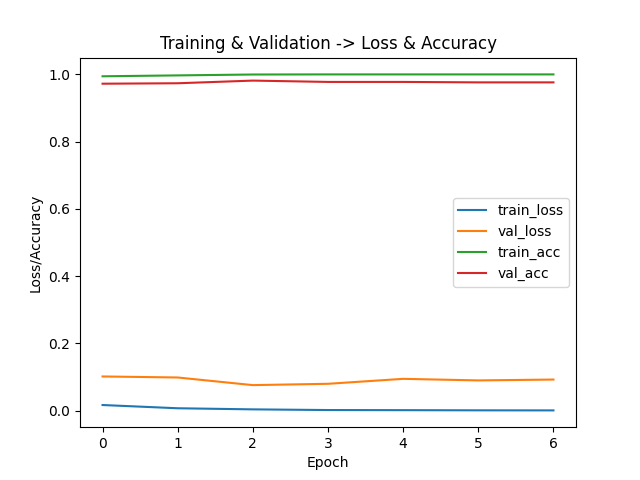 Training & Validation -> Loss & Accuracy
1.0
0.8
0.6
0.4
0.2
0.0
Loss/Accuracy
train_loss
val_loss
train_acc
val_acc
0 1 2 3 4 5 6
Epoch